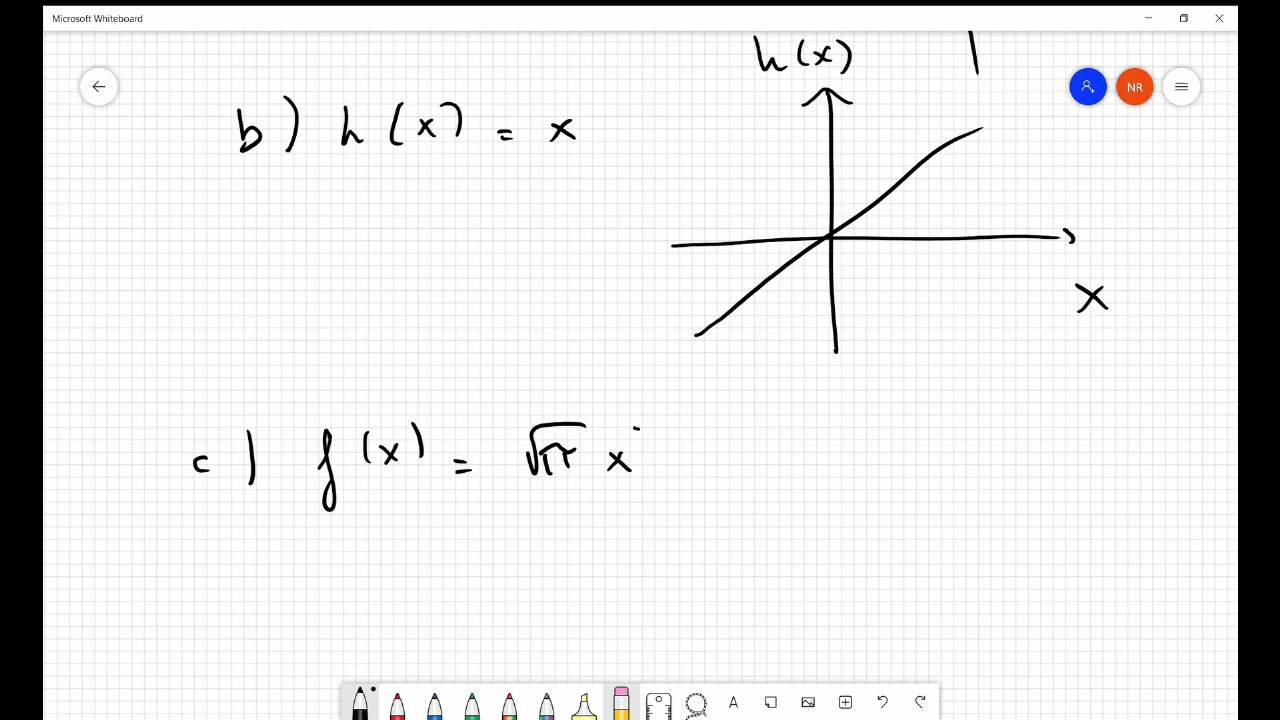 Microsoft Whiteboard
h(x)
b) h(x) = x
NR
x
c) f(x) = √π x
A